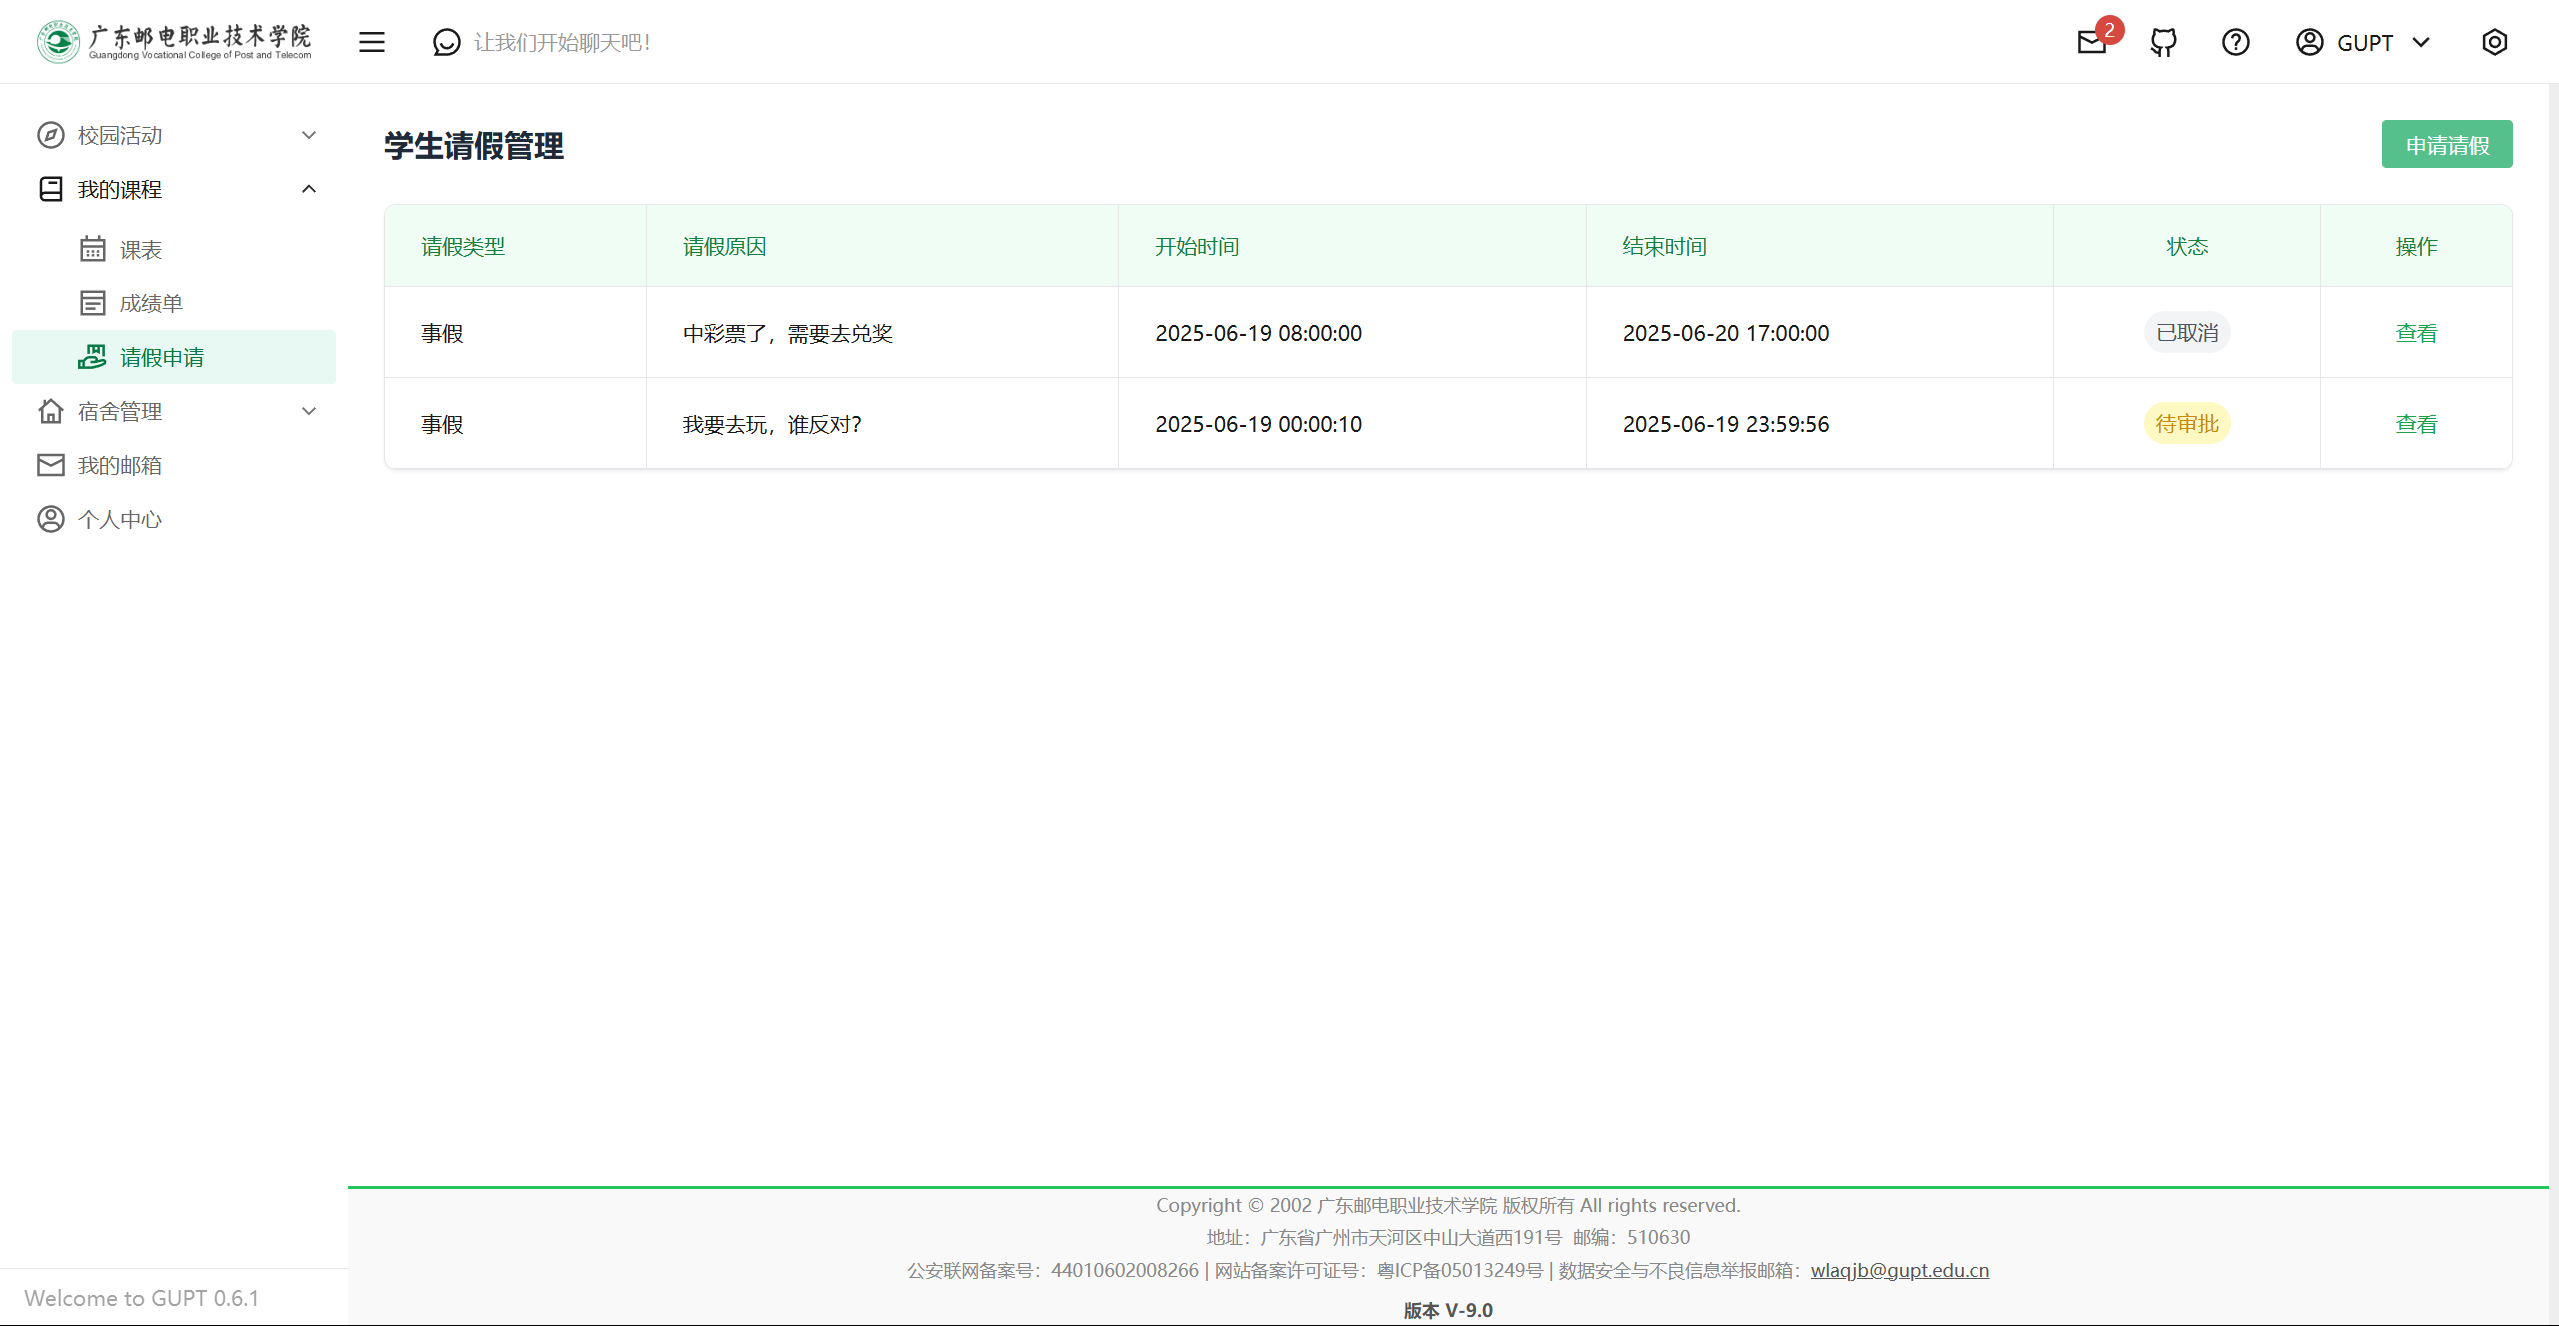 广东邮电职业技术学院
Guangdong Vocational College of Post and Telecom
让我们开始聊天吧！
2
GUPT
校园活动
我的课程
课表
成绩单
请假申请
宿舍管理
我的邮箱
个人中心
学生请假管理
申请请假
请假类型 请假原因 开始时间 结束时间 状态 操作
事假 中彩票了，需要去兑奖 2025-06-19 08:00:00 2025-06-20 17:00:00 已取消 查看
事假 我要去玩，谁反对？ 2025-06-19 00:00:10 2025-06-19 23:59:56 待审批 查看
Copyright © 2002 广东邮电职业技术学院 版权所有 All rights reserved.
地址：广东省广州市天河区中山大道西191号 邮编：510630
公安联网备案号：44010602008266 | 网站备案许可证号：粤ICP备05013249号 | 数据安全与不良信息举报邮箱：wlaqjb@gupt.edu.cn
版本 V-9.0
Welcome to GUPT 0.6.1